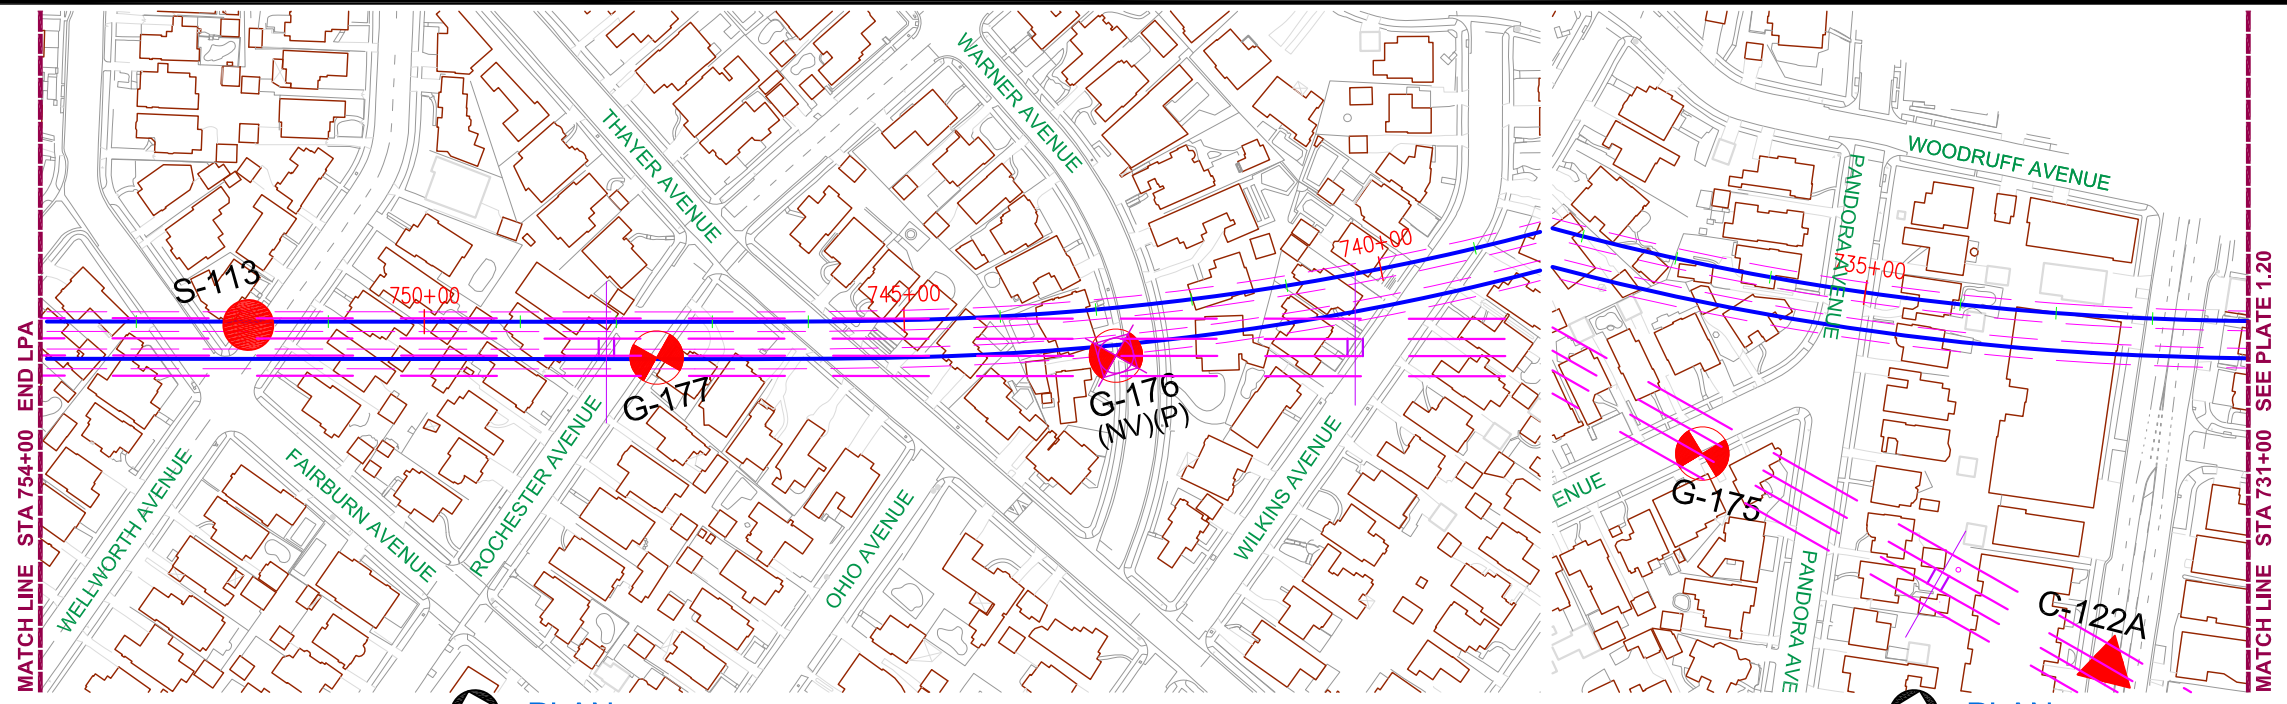 MATCH LINE STA 754+00 END LPA
S-113
750+00
THAYER AVENUE
WARNER AVENUE
745+00
740+00
G-177
G-176
(NV)(P)
WELLWORTH AVENUE
FAIRBURN AVENUE
ROCHESTER AVENUE
OHIO AVENUE
WILKINS AVENUE
WOODRUFF AVENUE
PANDORA AVENUE
735+00
ENUE
G-175
PANDORA AVE
C-122A
MATCH LINE STA 731+00 SEE PLATE 1.20
PLAN
PLAN